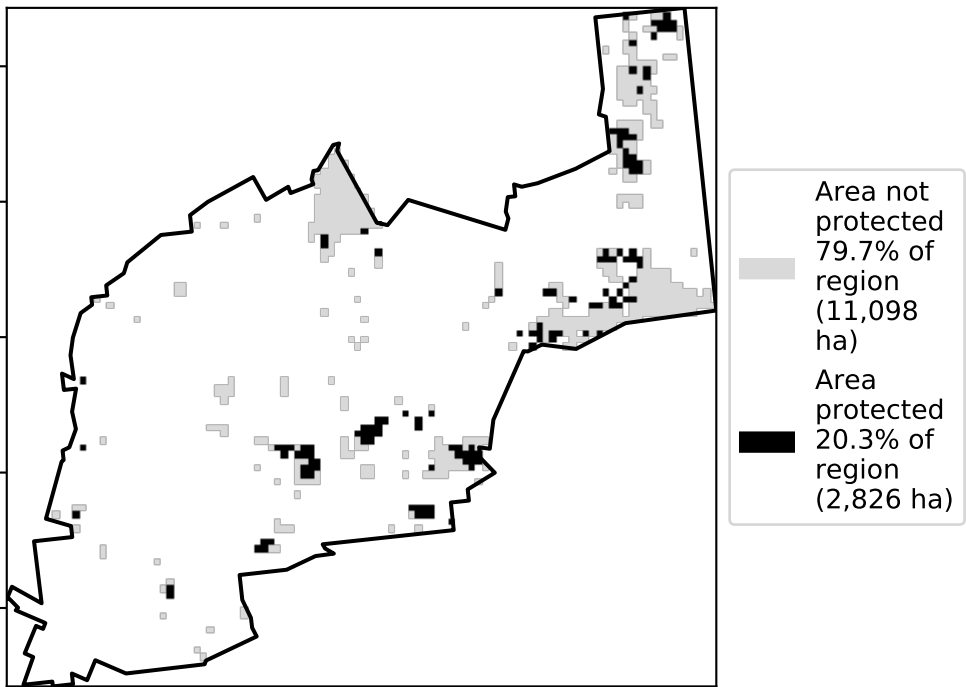 Area not
protected
79.7% of
region
(11,098
ha)
Area
protected
20.3% of
region
(2,826 ha)